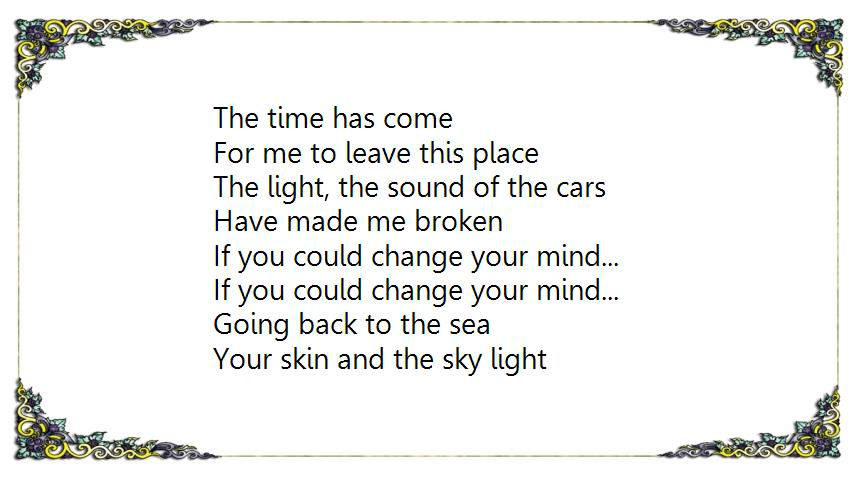 The time has come
For me to leave this place
The light, the sound of the cars
Have made me broken
If you could change your mind...
If you could change your mind...
Going back to the sea
Your skin and the sky light